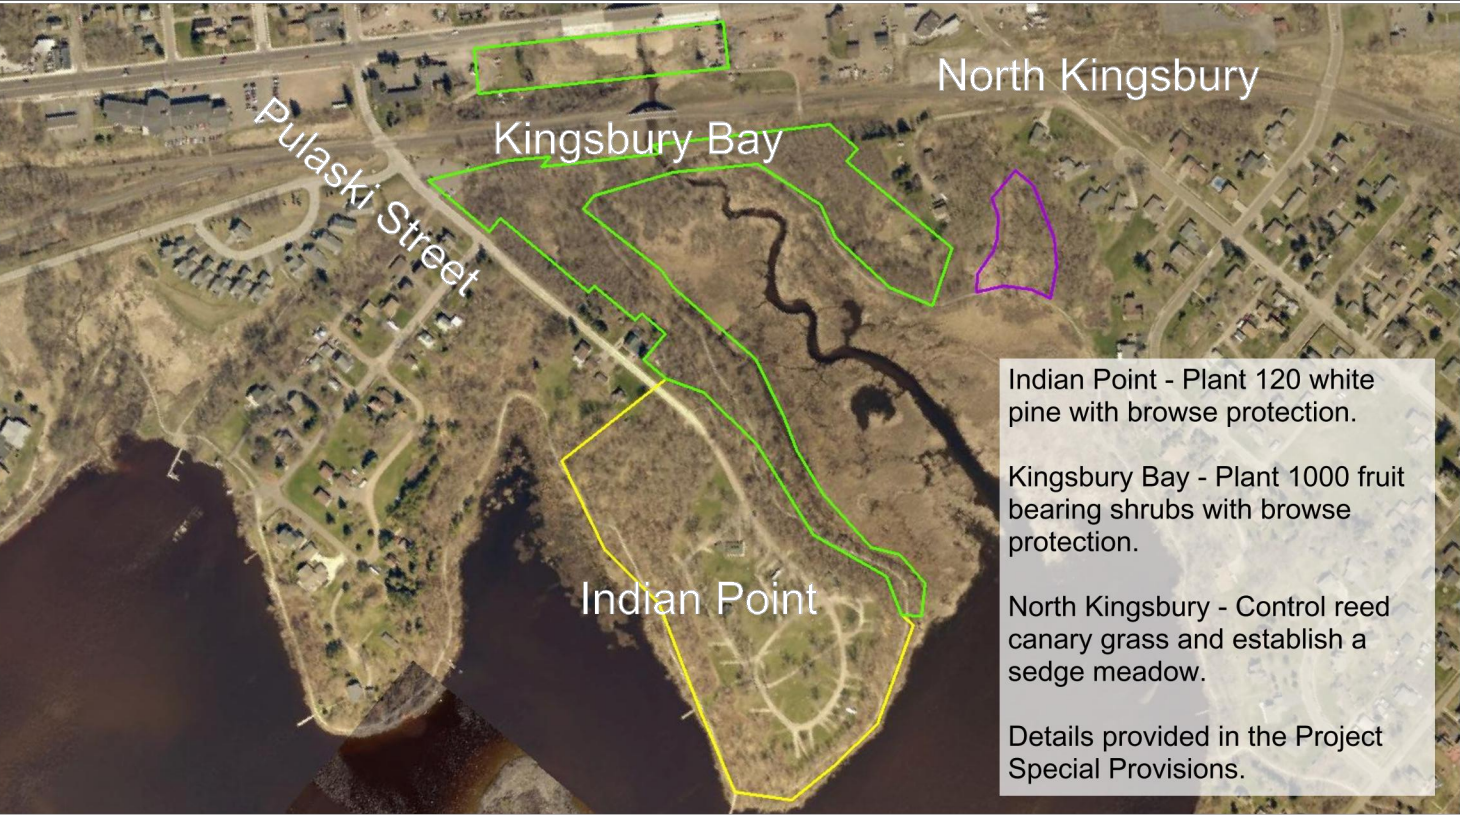 North Kingsbury
Kingsbury Bay
Pulaski Street
Indian Point
Indian Point - Plant 120 white
pine with browse protection.
Kingsbury Bay - Plant 1000 fruit
bearing shrubs with browse
protection.
North Kingsbury - Control reed
canary grass and establish a
sedge meadow.
Details provided in the Project
Special Provisions.